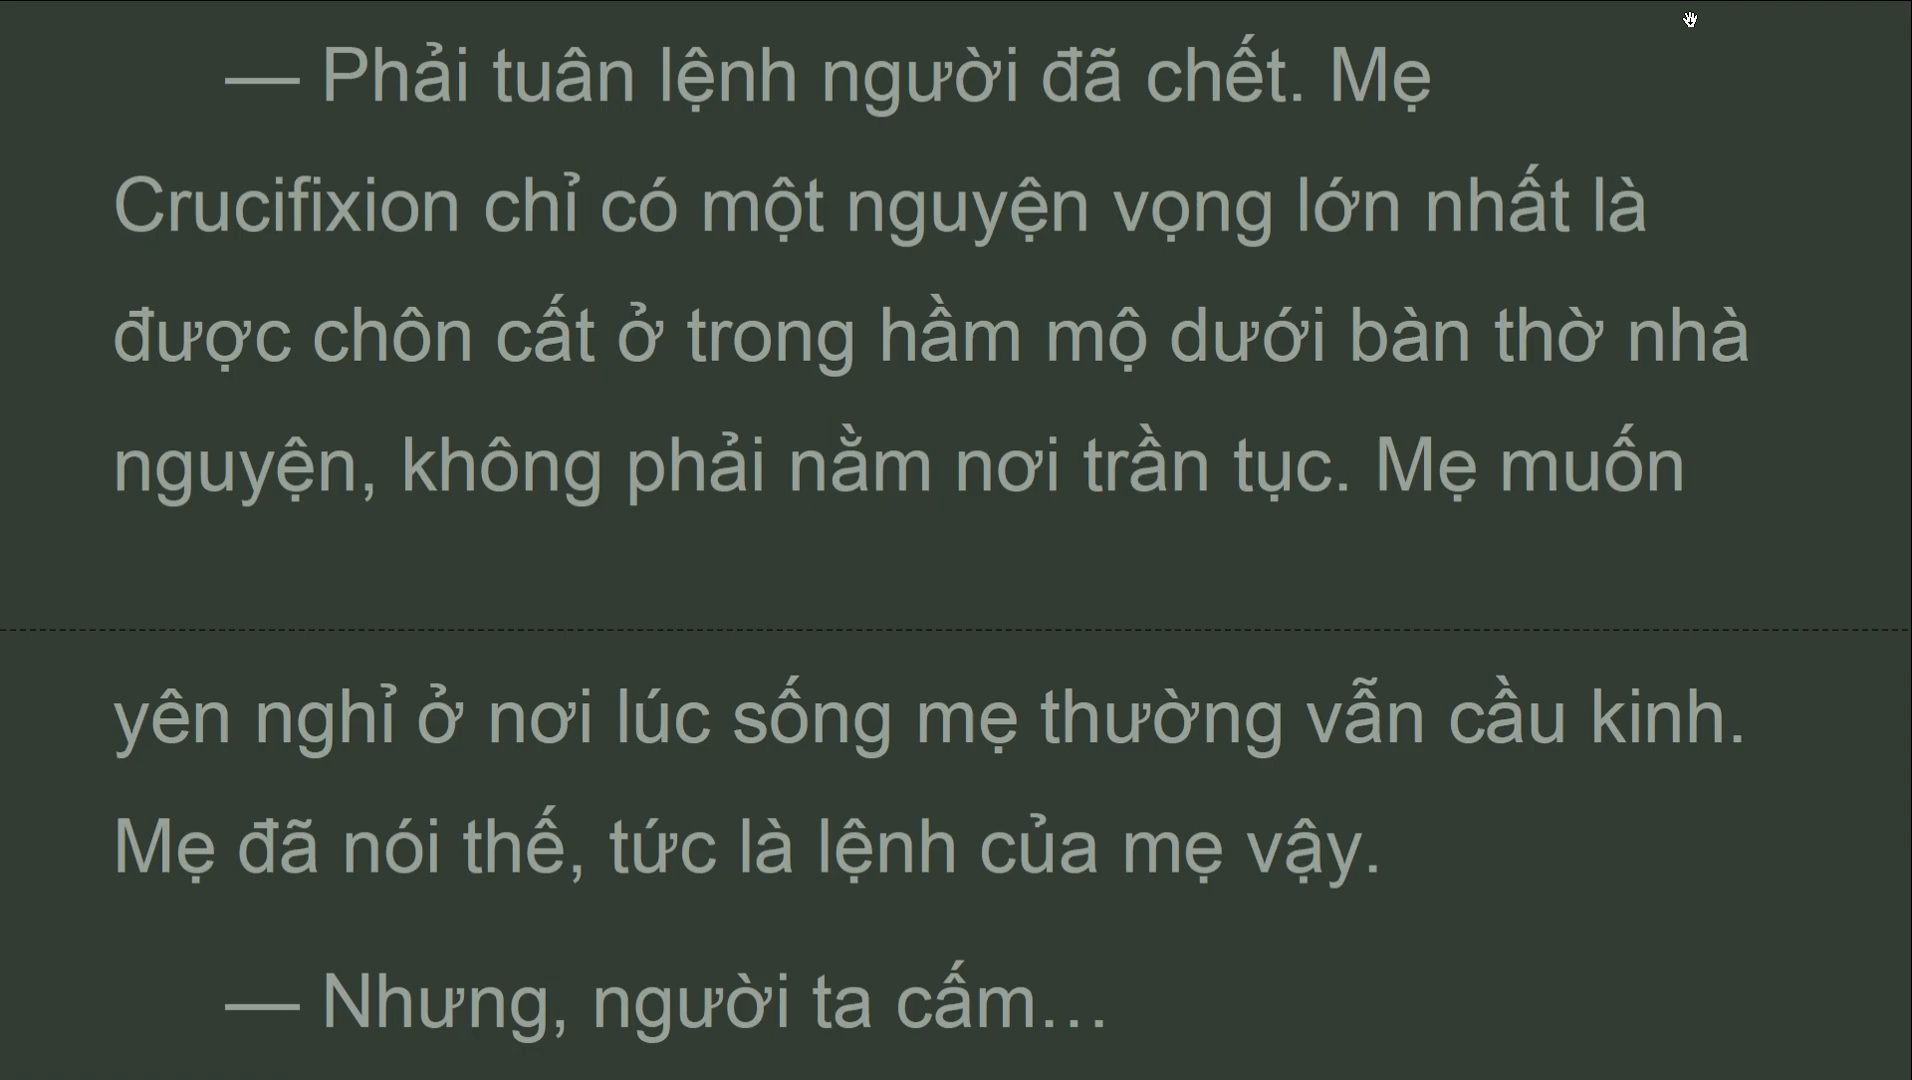 — Phải tuân lệnh người đã chết. Mẹ
Crucifixion chỉ có một nguyện vọng lớn nhất là
được chôn cất ở trong hầm mộ dưới bàn thờ nhà
nguyện, không phải nằm nơi trần tục. Mẹ muốn
yên nghỉ ở nơi lúc sống mẹ thường vẫn cầu kinh.
Mẹ đã nói thế, tức là lệnh của mẹ vậy.
— Nhưng, người ta cấm…